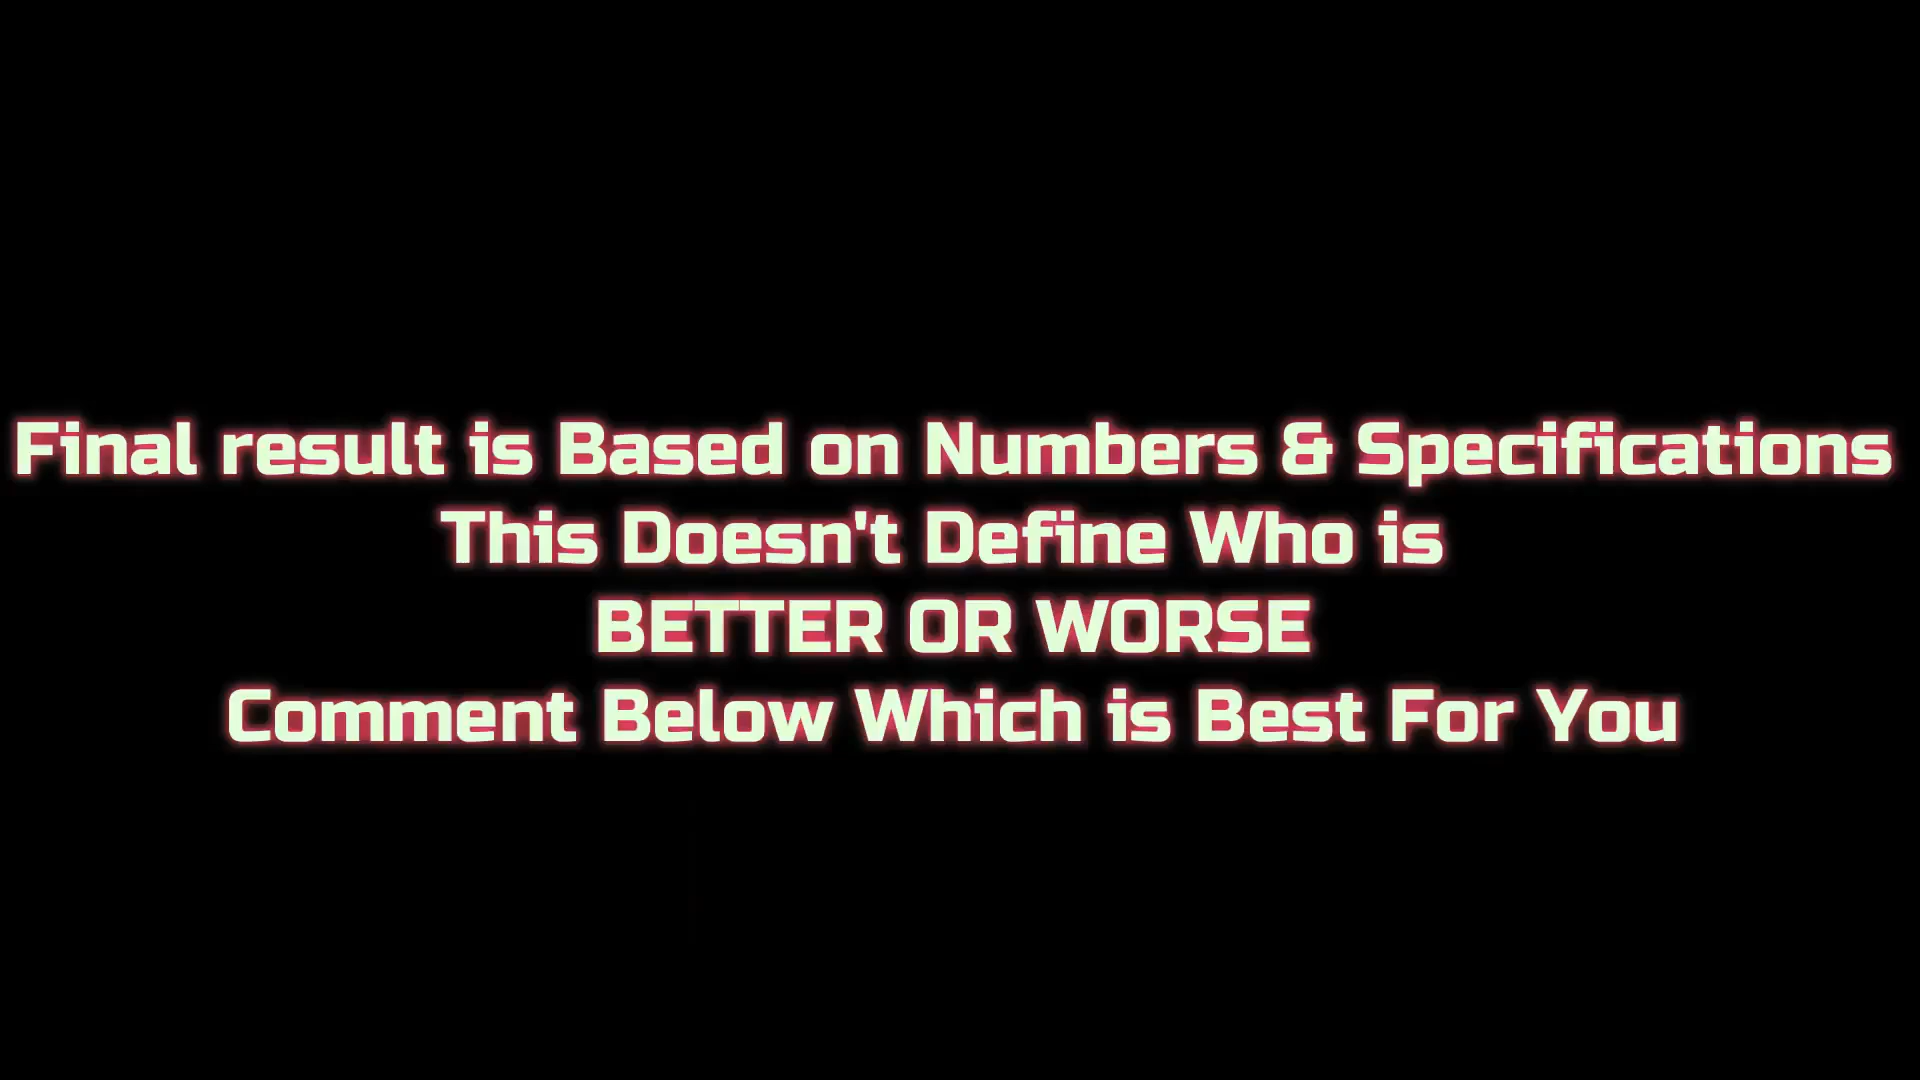 Final result is Based on Numbers & Specifications
This Doesn't Define Who is
BETTER OR WORSE
Comment Below Which is Best For You